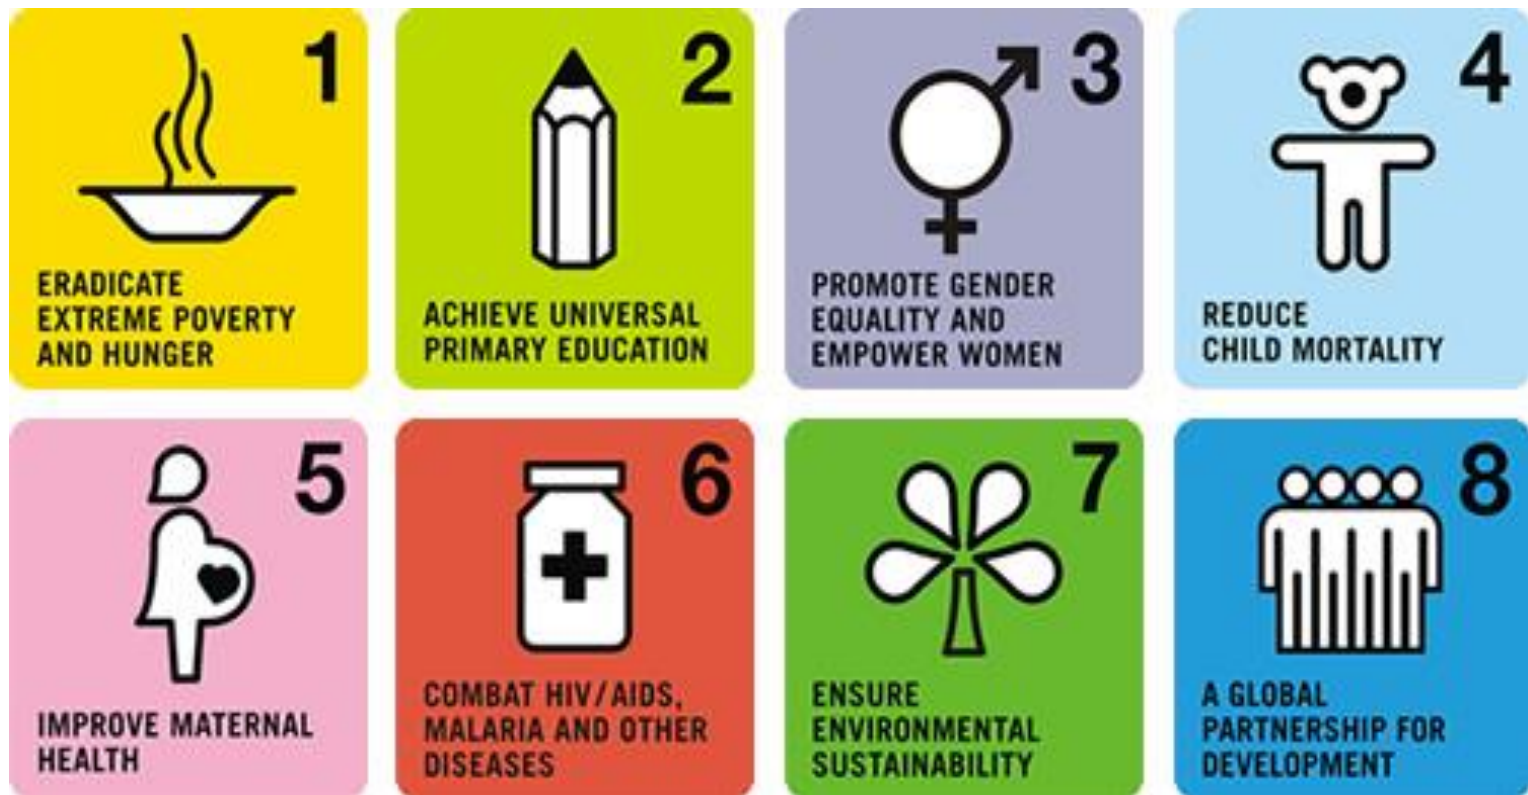 1
ERADICATE
EXTREME POVERTY
AND HUNGER
2
ACHIEVE UNIVERSAL
PRIMARY EDUCATION
3
PROMOTE GENDER
EQUALITY AND
EMPOWER WOMEN
4
REDUCE
CHILD MORTALITY
5
IMPROVE MATERNAL
HEALTH
6
COMBAT HIV/AIDS,
MALARIA AND OTHER
DISEASES
7
ENSURE
ENVIRONMENTAL
SUSTAINABILITY
8
A GLOBAL
PARTNERSHIP FOR
DEVELOPMENT